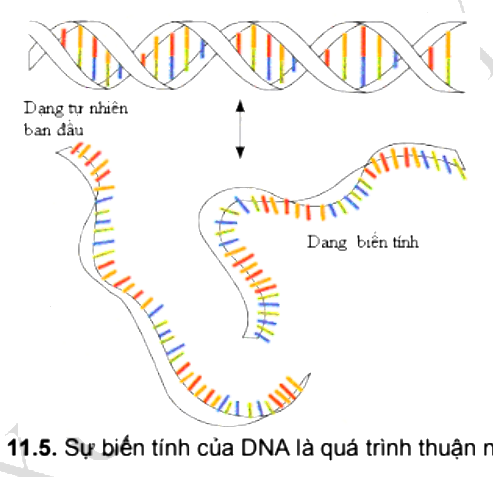 Dạng tự nhiên
ban đầu
Dạng biến tính
11.5. Sự biến tính của DNA là quá trình thuận n